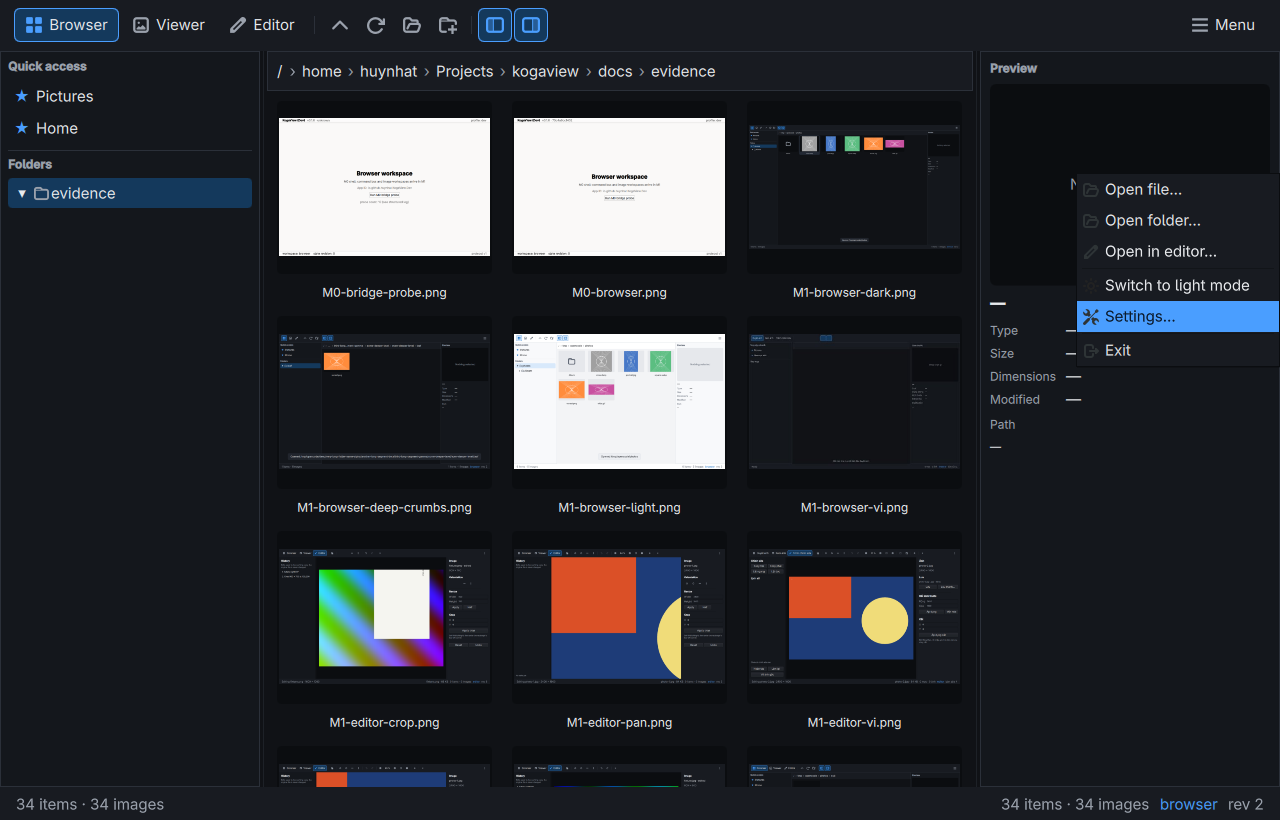 Browser Viewer Editor Menu
Quick access
Pictures
Home
Folders
evidence
/ › home › huynhat › Projects › kogaview › docs › evidence
M0-bridge-probe.png
M0-browser.png
M1-browser-dark.png
M1-browser-deep-crumbs.png
M1-browser-light.png
M1-browser-vi.png
M1-editor-crop.png
M1-editor-pan.png
M1-editor-vi.png
Browser workspace
Browser workspace
Preview
Open file...
Open folder...
Open in editor...
Switch to light mode
Settings...
Exit
—
Type —
Size —
Dimensions —
Modified —
Path
—
34 items · 34 images
34 items · 34 images browser rev 2